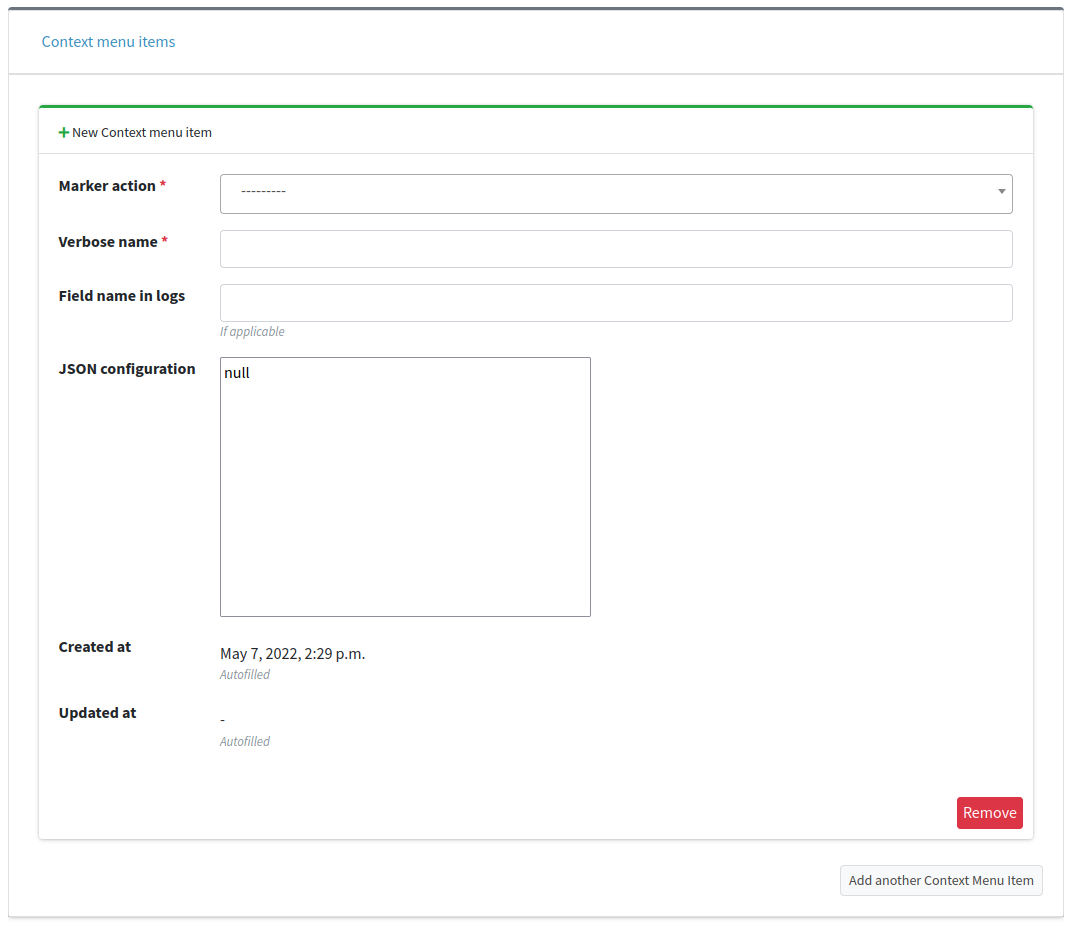 Context menu items
New Context menu item
Marker action *
---------
Verbose name *
Field name in logs
If applicable
JSON configuration
null
Created at
May 7, 2022, 2:29 p.m.
Autofilled
Updated at
-
Autofilled
Remove
Add another Context Menu Item